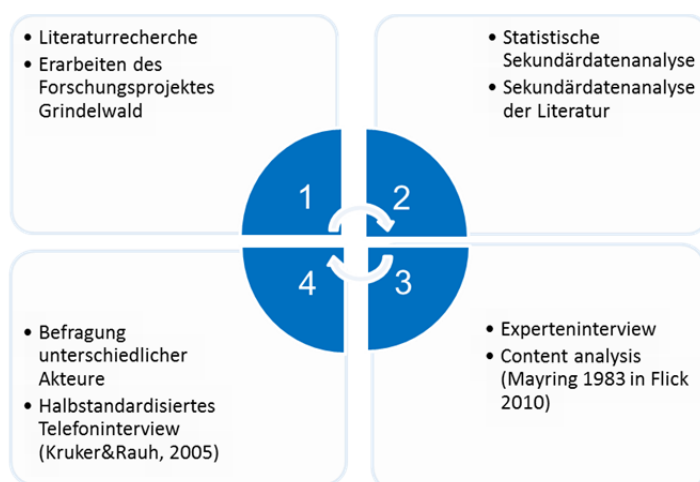 • Literaturrecherche
• Erarbeiten des
Forschungsprojektes
Grindelwald
1
• Statistische
Sekundärdatenanalyse
• Sekundärdatenanalyse
der Literatur
2
3
• Experteninterview
• Content analysis
(Mayring 1983 in Flick
2010)
4
• Befragung
unterschiedlicher
Akteure
• Halbstandardisiertes
Telefoninterview
(Kruker&Rauh, 2005)